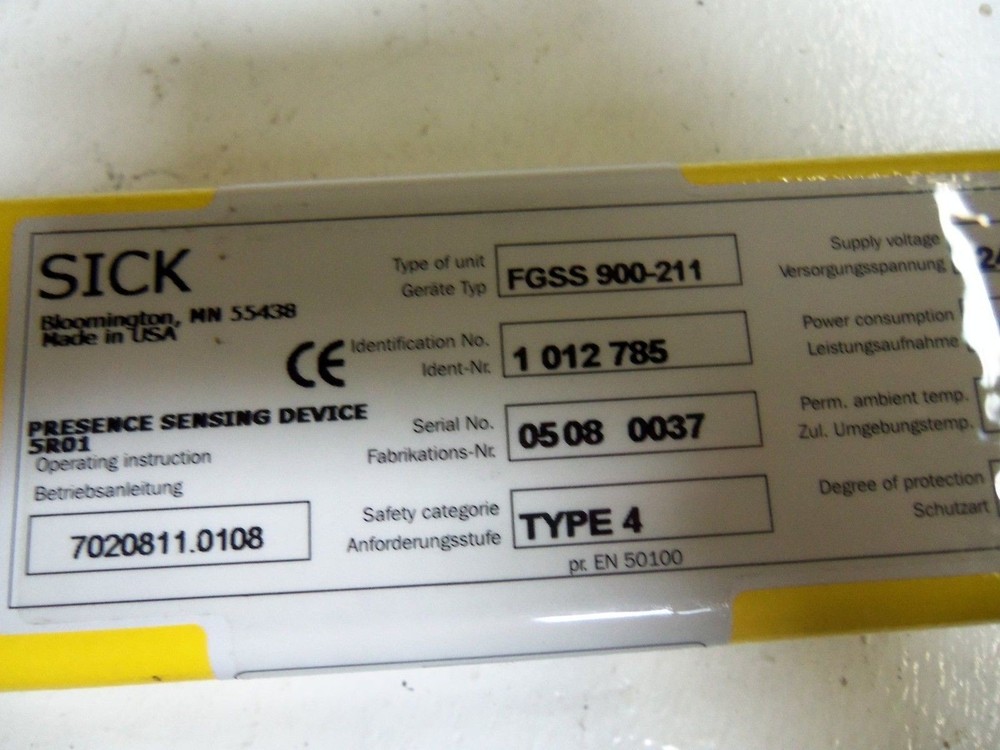 SICK
Bloomington, MN 55438
Made in USA
CE
PRESENCE SENSING DEVICE
5R01
Operating instruction
Betriebsanleitung
7020811.0108
Type of unit
Geräte Typ
FGSS 900-211
Identification No.
Ident-Nr.
1 012 785
Serial No.
Fabrikations-Nr.
05 08 0037
Safety categorie
Anforderungsstufe
TYPE 4
pr. EN 50100
Supply voltage
Versorgungsspannung
24
Power consumption
Leistungsaufnahme
Perm. ambient temp.
Zul. Umgebungstemp.
Degree of protection
Schutzart